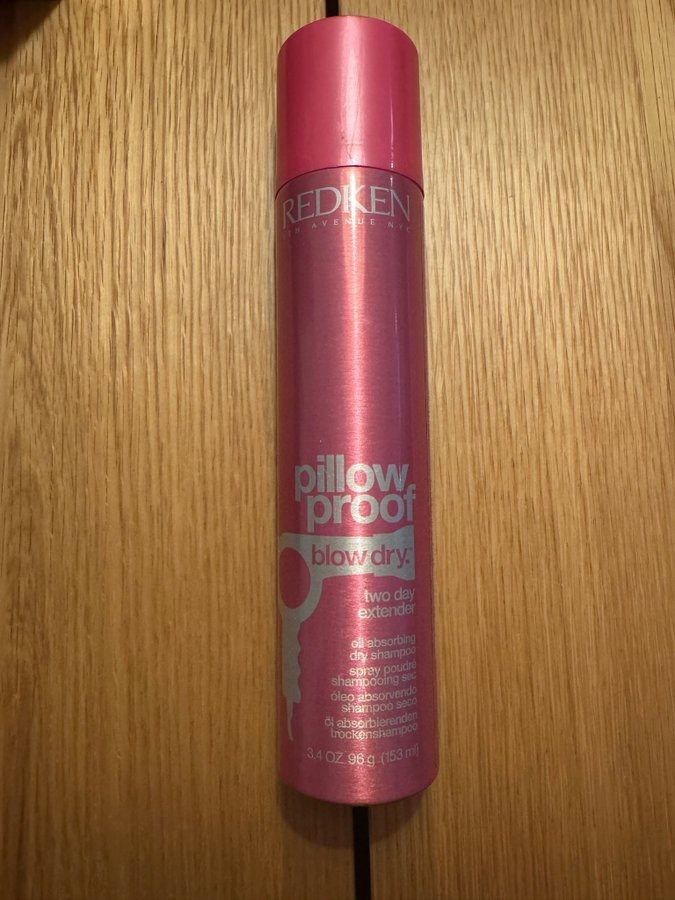 REDKEN
5TH AVENUE NYC
pillow
proof
blow dry.™
two day
extender
oil absorbing
dry shampoo
spray poudré
shampooing sec
óleo absorvendo
shampoo seco
öl absorbierenden
trockenshampoo
3.4 OZ 96 g (153 ml)